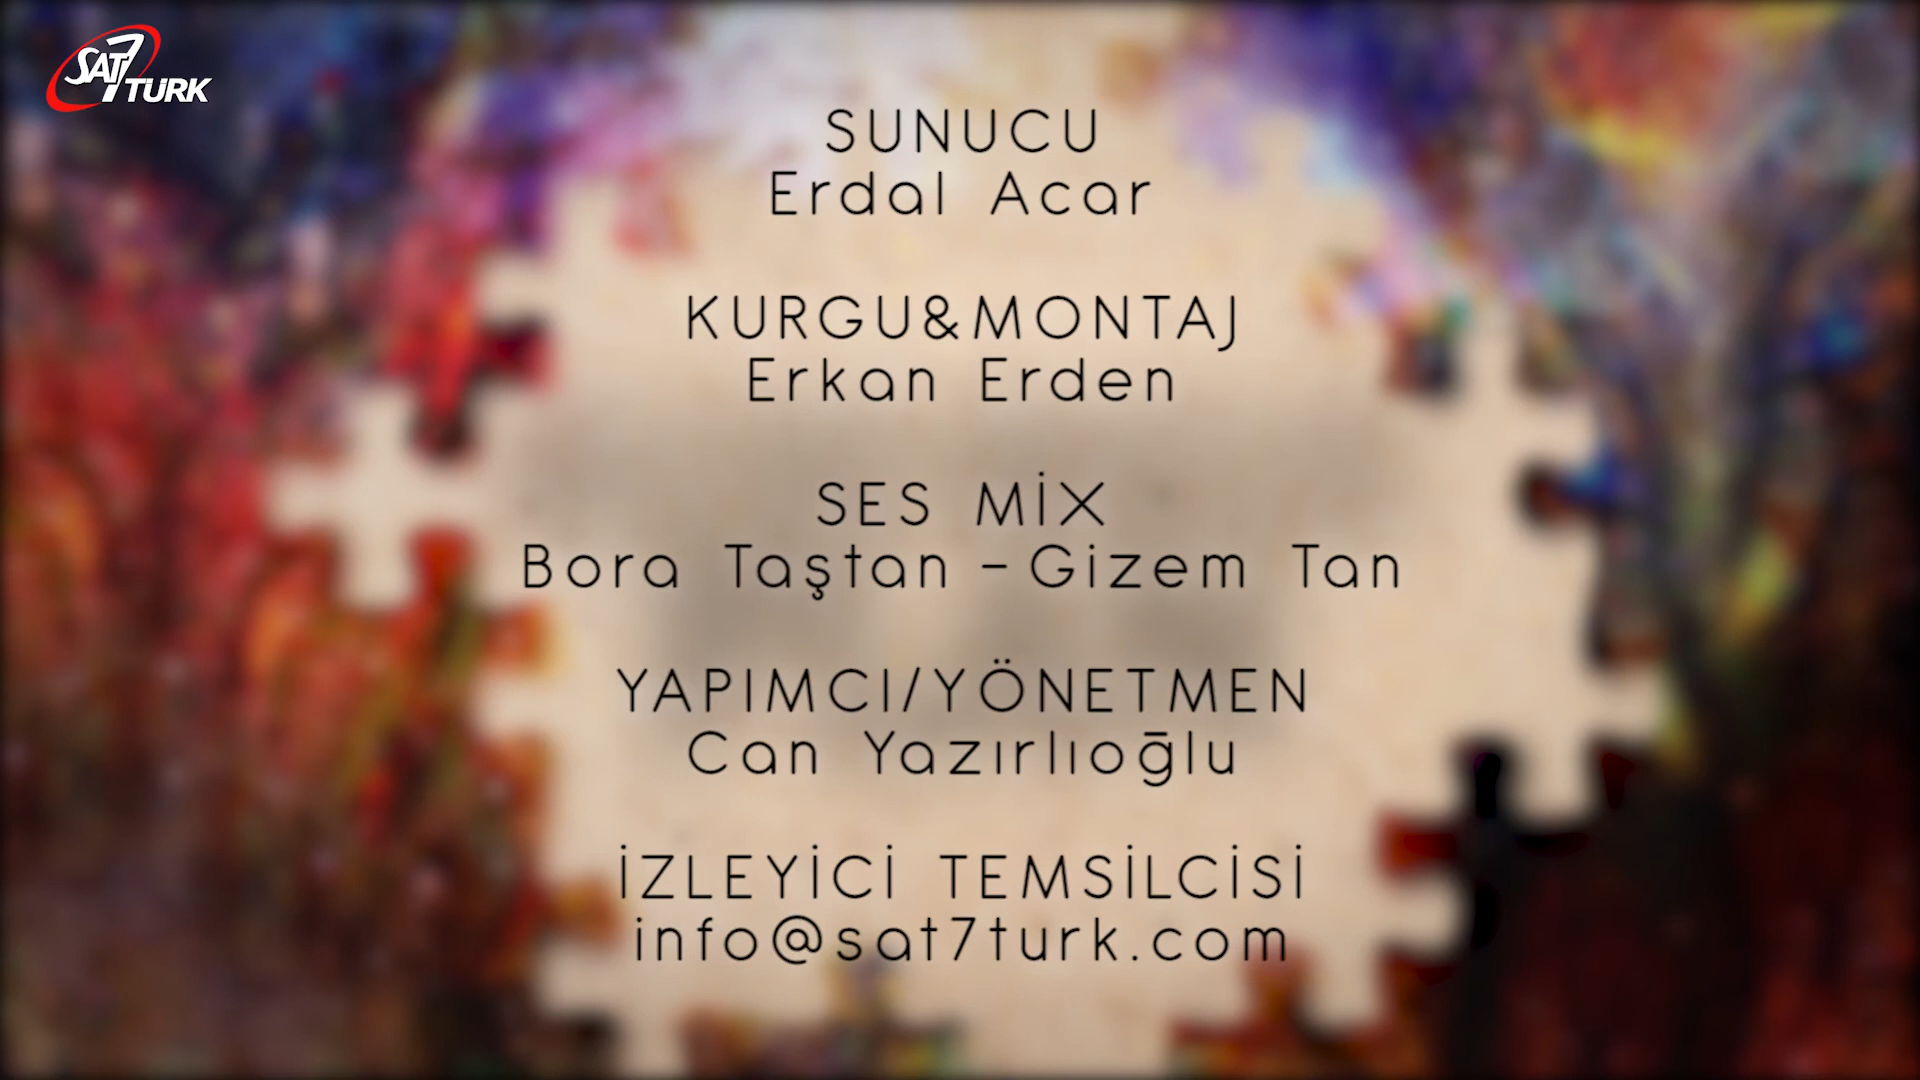 SAT7
TURK
SUNUCU
Erdal Acar
KURGU&MONTAJ
Erkan Erden
SES MİX
Bora Taştan - Gizem Tan
YAPIMCI/YÖNETMEN
Can Yazırlıoğlu
İZLEYİCİ TEMSİLCİSİ
info@sat7turk.com